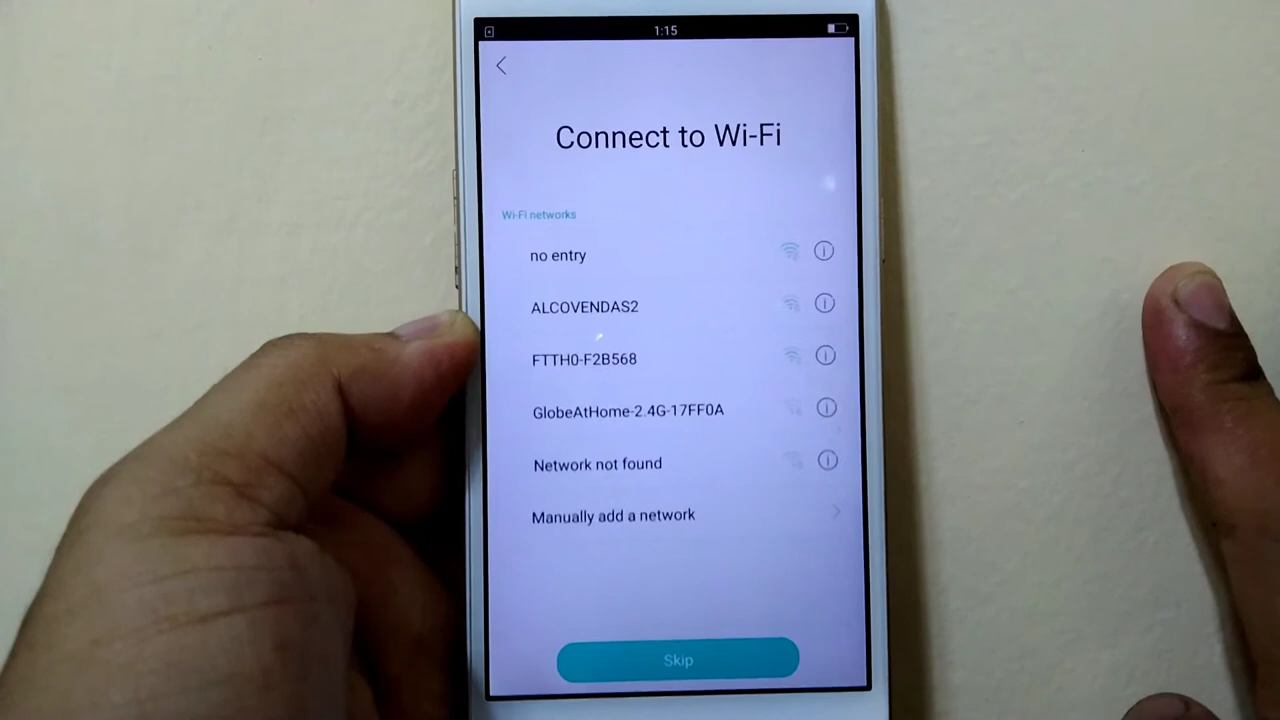 1:15
Connect to Wi-Fi
Wi-Fi networks
no entry
ALCOVENDAS2
FTTH0-F2B568
GlobeAtHome-2.4G-17FF0A
Network not found
Manually add a network
Skip